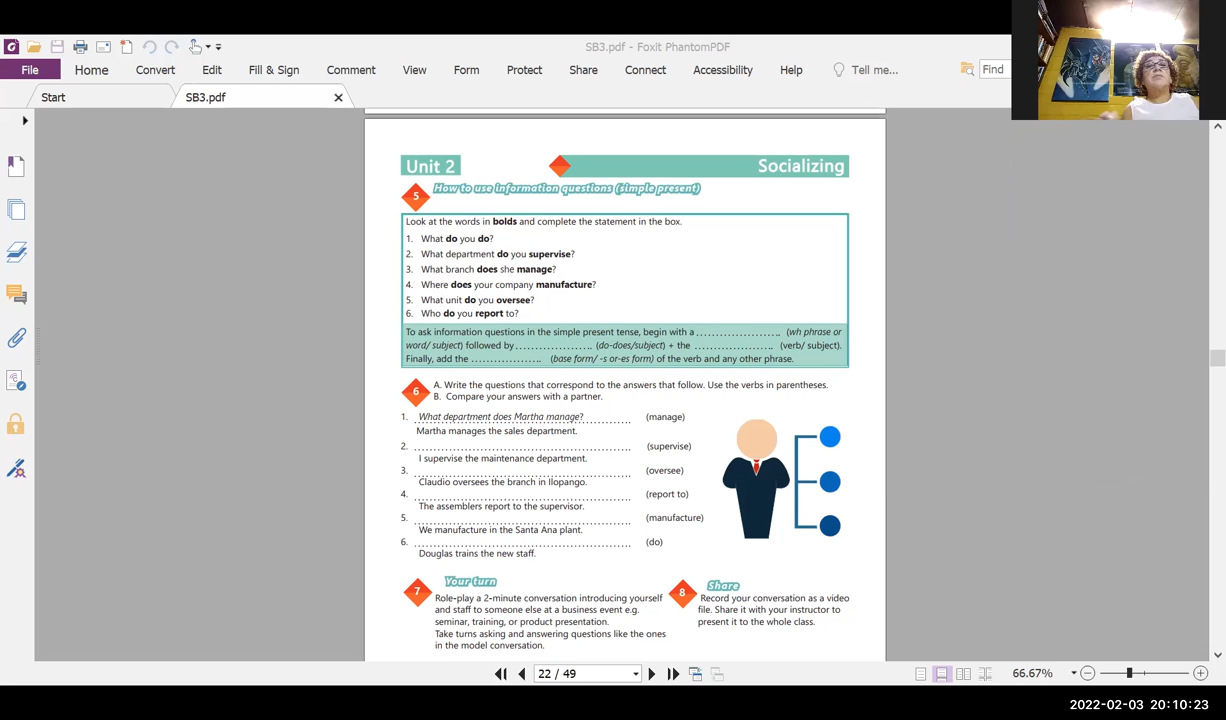 SB3.pdf - Foxit PhantomPDF
File Home Convert Edit Fill & Sign Comment View Form Protect Share Connect Accessibility Help Tell me... Find
Start SB3.pdf
Unit 2 Socializing
5 How to use information questions (simple present)
Look at the words in bolds and complete the statement in the box.
1. What do you do?
2. What department do you supervise?
3. What branch does she manage?
4. Where does your company manufacture?
5. What unit do you oversee?
6. Who do you report to?
To ask information questions in the simple present tense, begin with a ..................... (wh phrase or
word/ subject) followed by ................... (do-does/subject) + the ................... (verb/ subject).
Finally, add the ................. (base form/ -s or-es form) of the verb and any other phrase.
6 A. Write the questions that correspond to the answers that follow. Use the verbs in parentheses.
B. Compare your answers with a partner.
1. What department does Martha manage? (manage)
Martha manages the sales department.
2. ...................................................... (supervise)
I supervise the maintenance department.
3. ...................................................... (oversee)
Claudio oversees the branch in Ilopango.
4. ...................................................... (report to)
The assemblers report to the supervisor.
5. ...................................................... (manufacture)
We manufacture in the Santa Ana plant.
6. ...................................................... (do)
Douglas trains the new staff.
7 Your turn
Role-play a 2-minute conversation introducing yourself
and staff to someone else at a business event e.g.
seminar, training, or product presentation.
Take turns asking and answering questions like the ones
in the model conversation.
8 Share
Record your conversation as a video
file. Share it with your instructor to
present it to the whole class.
22 / 49
66.67%
2022-02-03 20:10:23